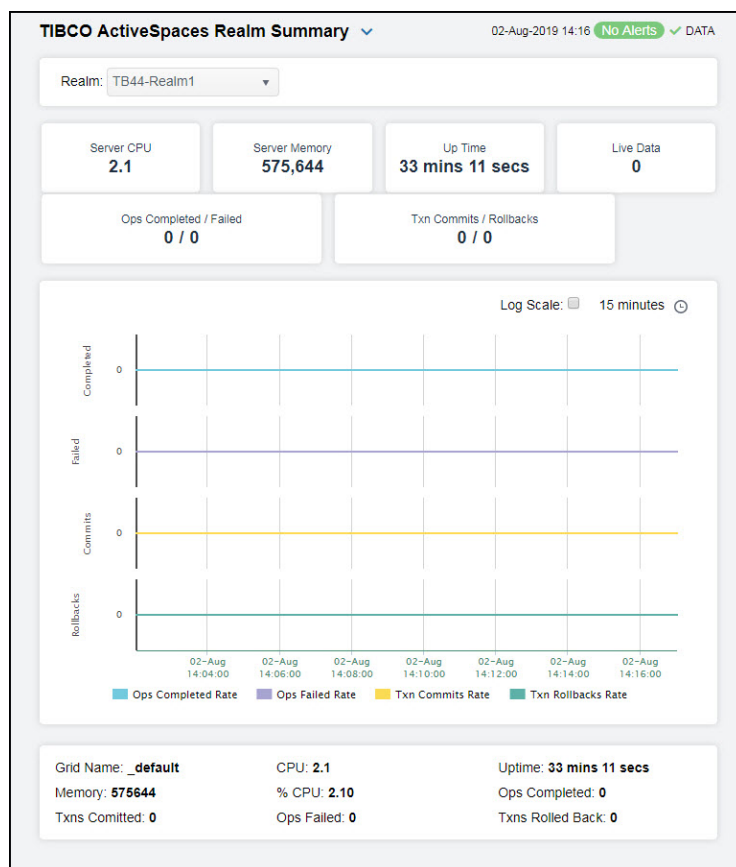 TIBCO ActiveSpaces Realm Summary 02-Aug-2019 14:16 No Alerts DATA
Realm: TB44-Realm1
Server CPU Server Memory Up Time Live Data
2.1 575,644 33 mins 11 secs 0
Ops Completed / Failed Txn Commits / Rollbacks
0 / 0 0 / 0
Log Scale: 15 minutes
Completed 0
Failed 0
Commits 0
Rollbacks 0
02-Aug 02-Aug 02-Aug 02-Aug 02-Aug 02-Aug 02-Aug
14:04:00 14:06:00 14:08:00 14:10:00 14:12:00 14:14:00 14:16:00
Ops Completed Rate Ops Failed Rate Txn Commits Rate Txn Rollbacks Rate
Grid Name: _default CPU: 2.1 Uptime: 33 mins 11 secs
Memory: 575644 % CPU: 2.10 Ops Completed: 0
Txns Comitted: 0 Ops Failed: 0 Txns Rolled Back: 0